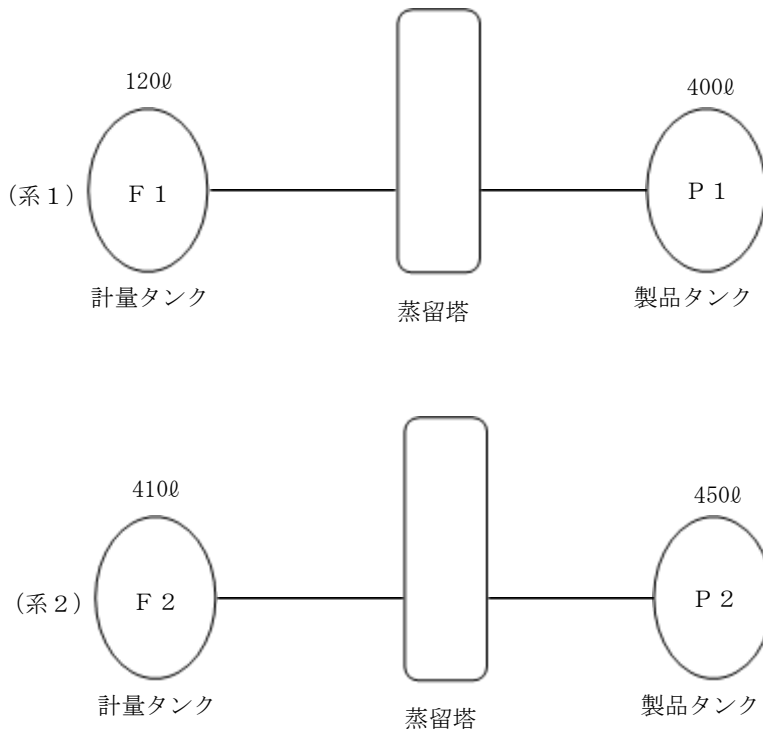 120ℓ
400ℓ
(系1)
F1
P1
計量タンク
蒸留塔
製品タンク
410ℓ
450ℓ
(系2)
F2
P2
計量タンク
蒸留塔
製品タンク